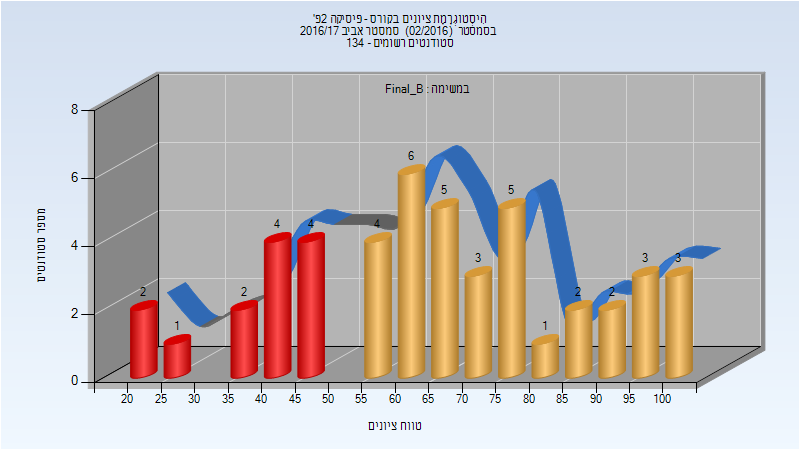 היסטוגרמת ציונים בקורס - פיסיקה 2פ'
בסמסטר (02/2016) סמסטר אביב 2016/17
סטודנטים רשומים - 134
במשימה : Final_B
מספר סטודנטים
8
6
4
2
0
2
1
2
4
4
4
6
5
3
5
1
2
2
3
3
20 25 30 35 40 45 50 55 60 65 70 75 80 85 90 95 100
טווח ציונים